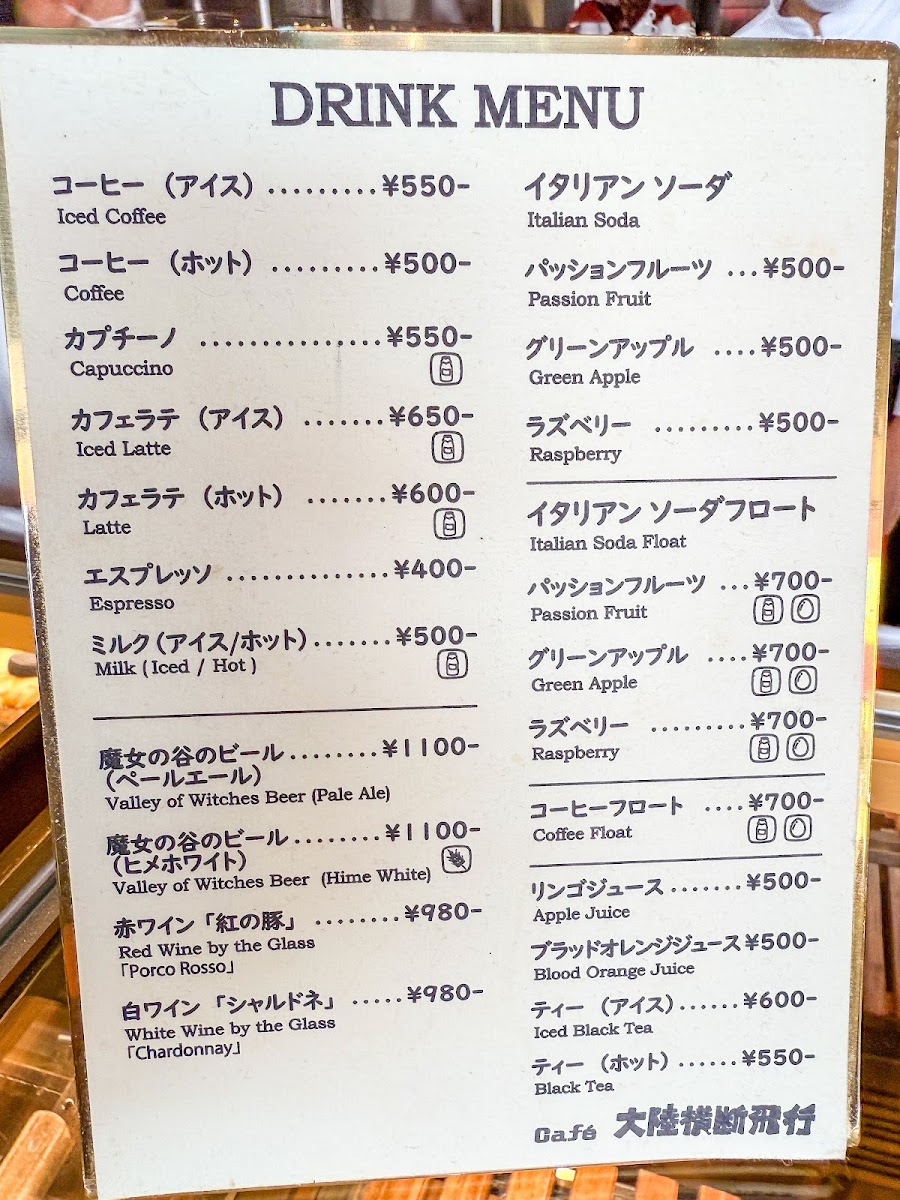 DRINK MENU
コーヒー （アイス）.........¥550-
Iced Coffee
コーヒー （ホット）.........¥500-
Coffee
カプチーノ ................¥550-
Capuccino
カフェラテ （アイス） .......¥650-
Iced Latte
カフェラテ （ホット） .......¥600-
Latte
エスプレッソ ...............¥400-
Espresso
ミルク（アイス/ホット）.......¥500-
Milk ( Iced / Hot )
魔女の谷のビール ........¥1100-
（ペールエール）
Valley of Witches Beer (Pale Ale)
魔女の谷のビール ........¥1100-
（ヒメホワイト）
Valley of Witches Beer (Hime White)
赤ワイン 「紅の豚」 .......¥980-
Red Wine by the Glass
「Porco Rosso」
白ワイン 「シャルドネ」 .....¥980-
White Wine by the Glass
「Chardonnay」
イタリアン ソーダ
Italian Soda
パッションフルーツ ...¥500-
Passion Fruit
グリーンアップル ....¥500-
Green Apple
ラズベリー .........¥500-
Raspberry
イタリアン ソーダフロート
Italian Soda Float
パッションフルーツ ...¥700-
Passion Fruit
グリーンアップル ....¥700-
Green Apple
ラズベリー .........¥700-
Raspberry
コーヒーフロート ....¥700-
Coffee Float
リンゴジュース .......¥500-
Apple Juice
ブラッドオレンジジュース ¥500-
Blood Orange Juice
ティー （アイス）......¥600-
Iced Black Tea
ティー （ホット）......¥550-
Black Tea
Café 大陸横断飛行